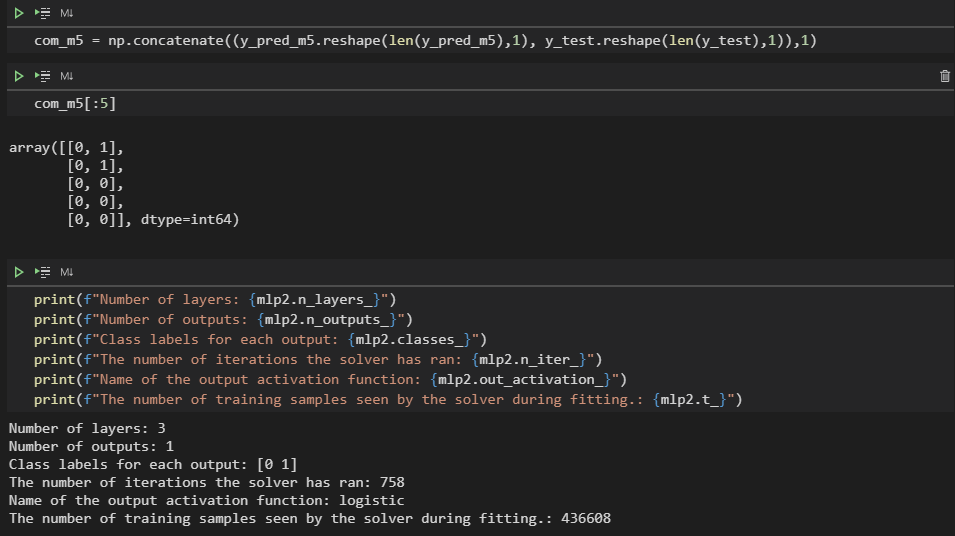 M↓
com_m5 = np.concatenate((y_pred_m5.reshape(len(y_pred_m5),1), y_test.reshape(len(y_test),1)),1)
M↓
com_m5[:5]
array([[0, 1],
       [0, 1],
       [0, 0],
       [0, 0],
       [0, 0]], dtype=int64)
M↓
print(f"Number of layers: {mlp2.n_layers_}")
print(f"Number of outputs: {mlp2.n_outputs_}")
print(f"Class labels for each output: {mlp2.classes_}")
print(f"The number of iterations the solver has ran: {mlp2.n_iter_}")
print(f"Name of the output activation function: {mlp2.out_activation_}")
print(f"The number of training samples seen by the solver during fitting.: {mlp2.t_}")
Number of layers: 3
Number of outputs: 1
Class labels for each output: [0 1]
The number of iterations the solver has ran: 758
Name of the output activation function: logistic
The number of training samples seen by the solver during fitting.: 436608